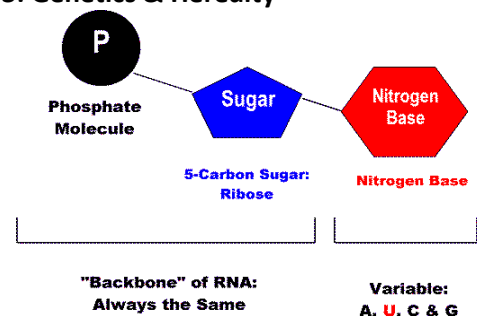 & Heredity
P
Phosphate
Molecule
Sugar
Nitrogen
Base
5-Carbon Sugar:
Ribose
Nitrogen Base
"Backbone" of RNA:
Always the Same
Variable:
A, U, C & G